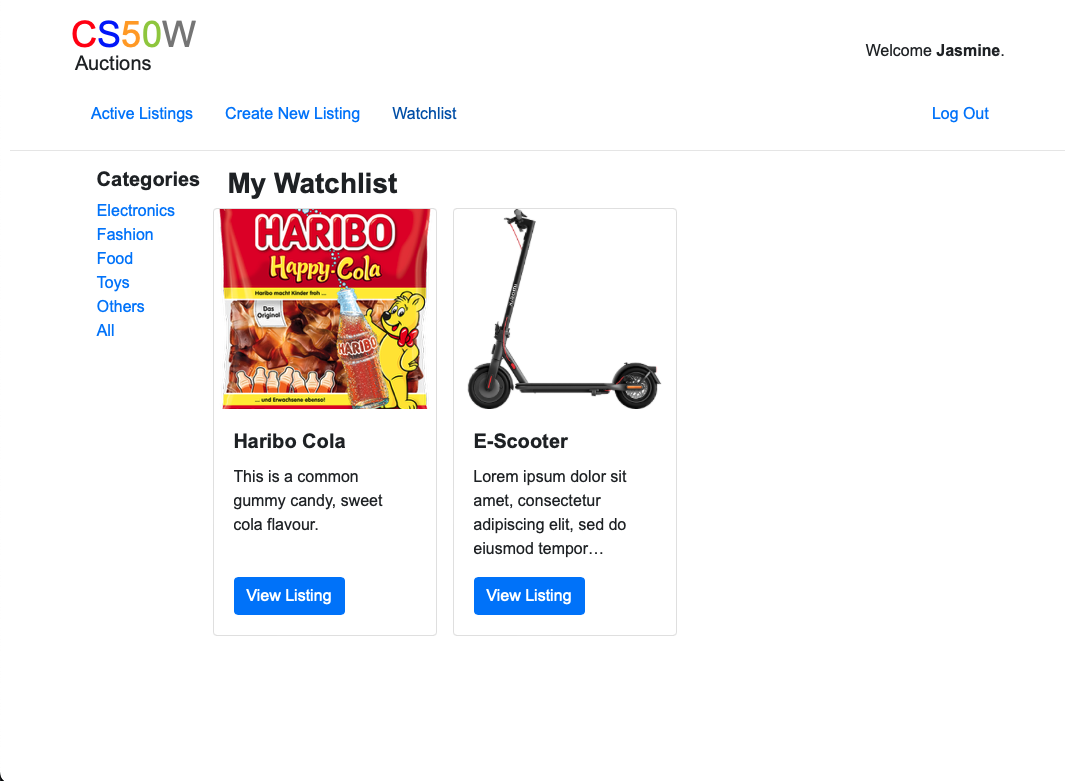 CS50W
Auctions
Welcome Jasmine.
Active Listings
Create New Listing
Watchlist
Log Out
Categories
Electronics
Fashion
Food
Toys
Others
All
My Watchlist
HARIBO
Happy-Cola
Haribo macht Kinder froh ...
Das
Original
HARIBO
... und Erwachsene ebenso!
Haribo Cola
This is a common
gummy candy, sweet
cola flavour.
View Listing
E-Scooter
Lorem ipsum dolor sit
amet, consectetur
adipiscing elit, sed do
eiusmod tempor…
View Listing